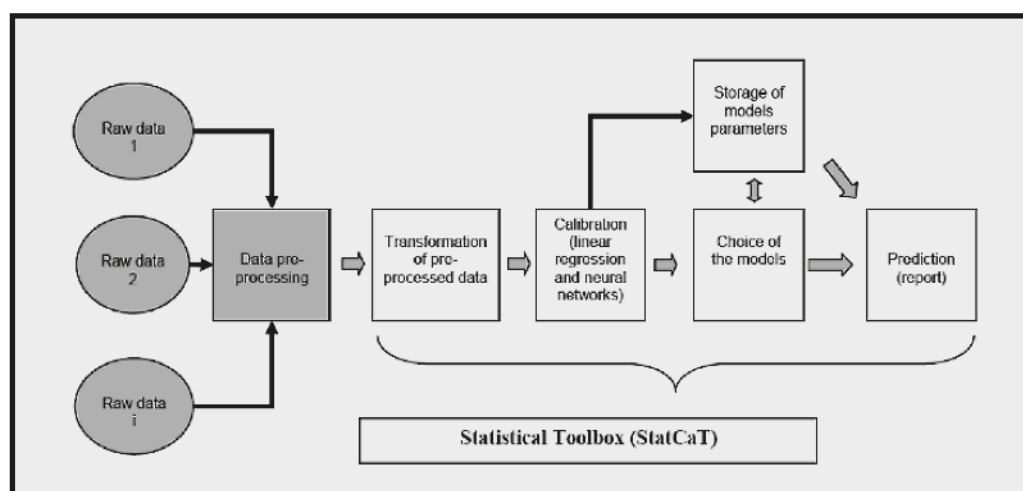 Raw data
1
Raw data
2
Raw data
i
Data pre-
processing
Transformation
of pre-
processed data
Calibration
(linear
regression
and neural
networks)
Storage of
models
parameters
Choice of
the models
Prediction
(report)
Statistical Toolbox (StatCaT)